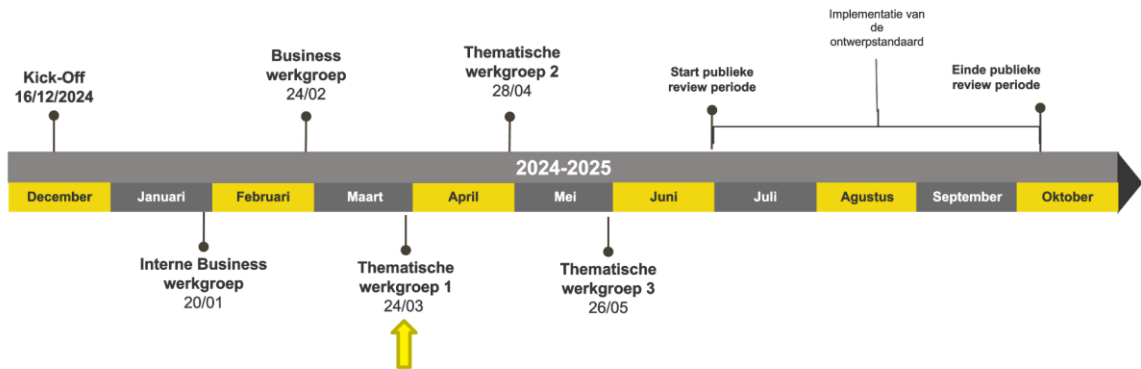 Implementatie van
de
ontwerpstandaard
Kick-Off
16/12/2024
Business
werkgroep
24/02
Thematische
werkgroep 2
28/04
Start publieke
review periode
Einde publieke
review periode
2024-2025
December
Januari
Februari
Maart
April
Mei
Juni
Juli
Agustus
September
Oktober
Interne Business
werkgroep
20/01
Thematische
werkgroep 1
24/03
Thematische
werkgroep 3
26/05